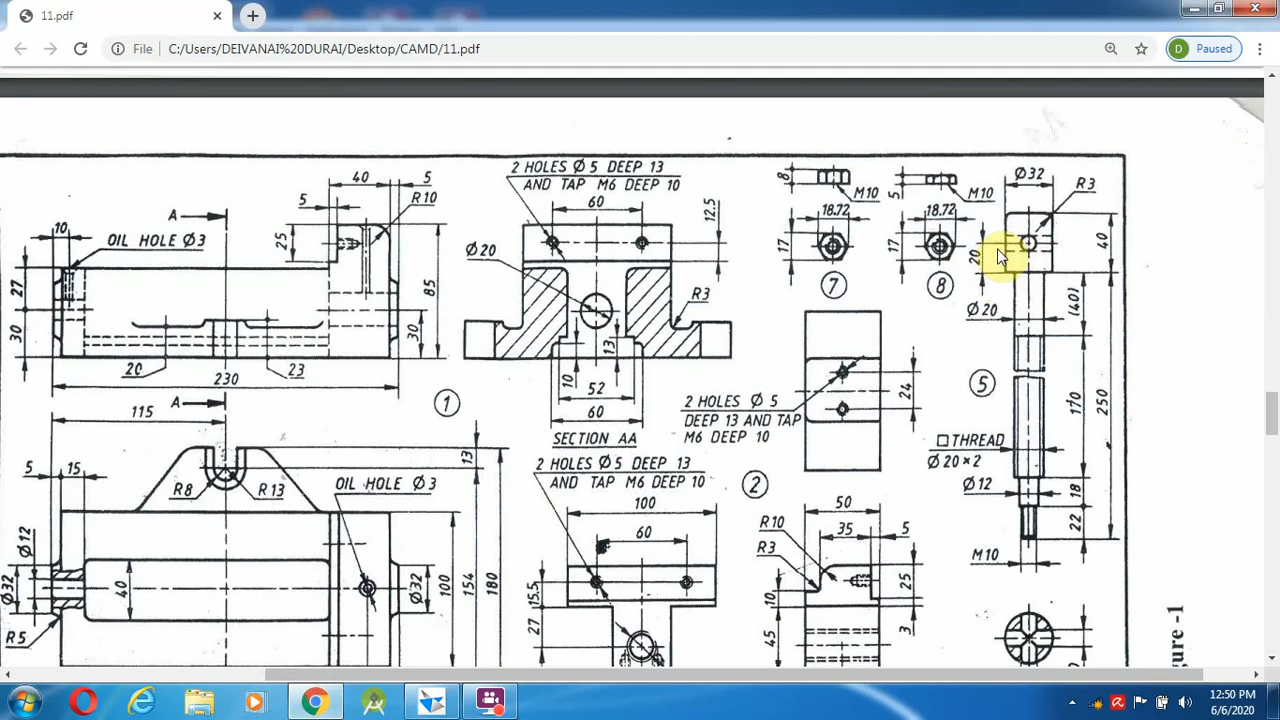 11.pdf
File
C:/Users/DEIVANAI%20DURAI/Desktop/CAMD/11.pdf
D Paused
2 HOLES Ø 5 DEEP 13
AND TAP M6 DEEP 10
40
5
R10
A
5
10
OIL HOLE Ø3
25
60
12.5
Ø20
27
30
85
30
R3
20
23
230
13
10
52
60
SECTION AA
A
1
115
8
M10
5
M10
18.72
18.72
17
17
7
8
Ø32
R3
20
40
Ø20
(40)
5
170
250
□ THREAD
Ø 20×2
Ø12
18
22
M10
24
2 HOLES Ø 5
DEEP 13 AND TAP
M6 DEEP 10
2 HOLES Ø 5 DEEP 13
AND TAP M6 DEEP 10
2
100
60
15.5
27
50
R10
35
5
R3
10
25
3
45
13
5
15
R8
R13
OIL HOLE Ø3
Ø12
Ø32
40
Ø32
100
154
180
R5
gure -1
12:50 PM
6/6/2020